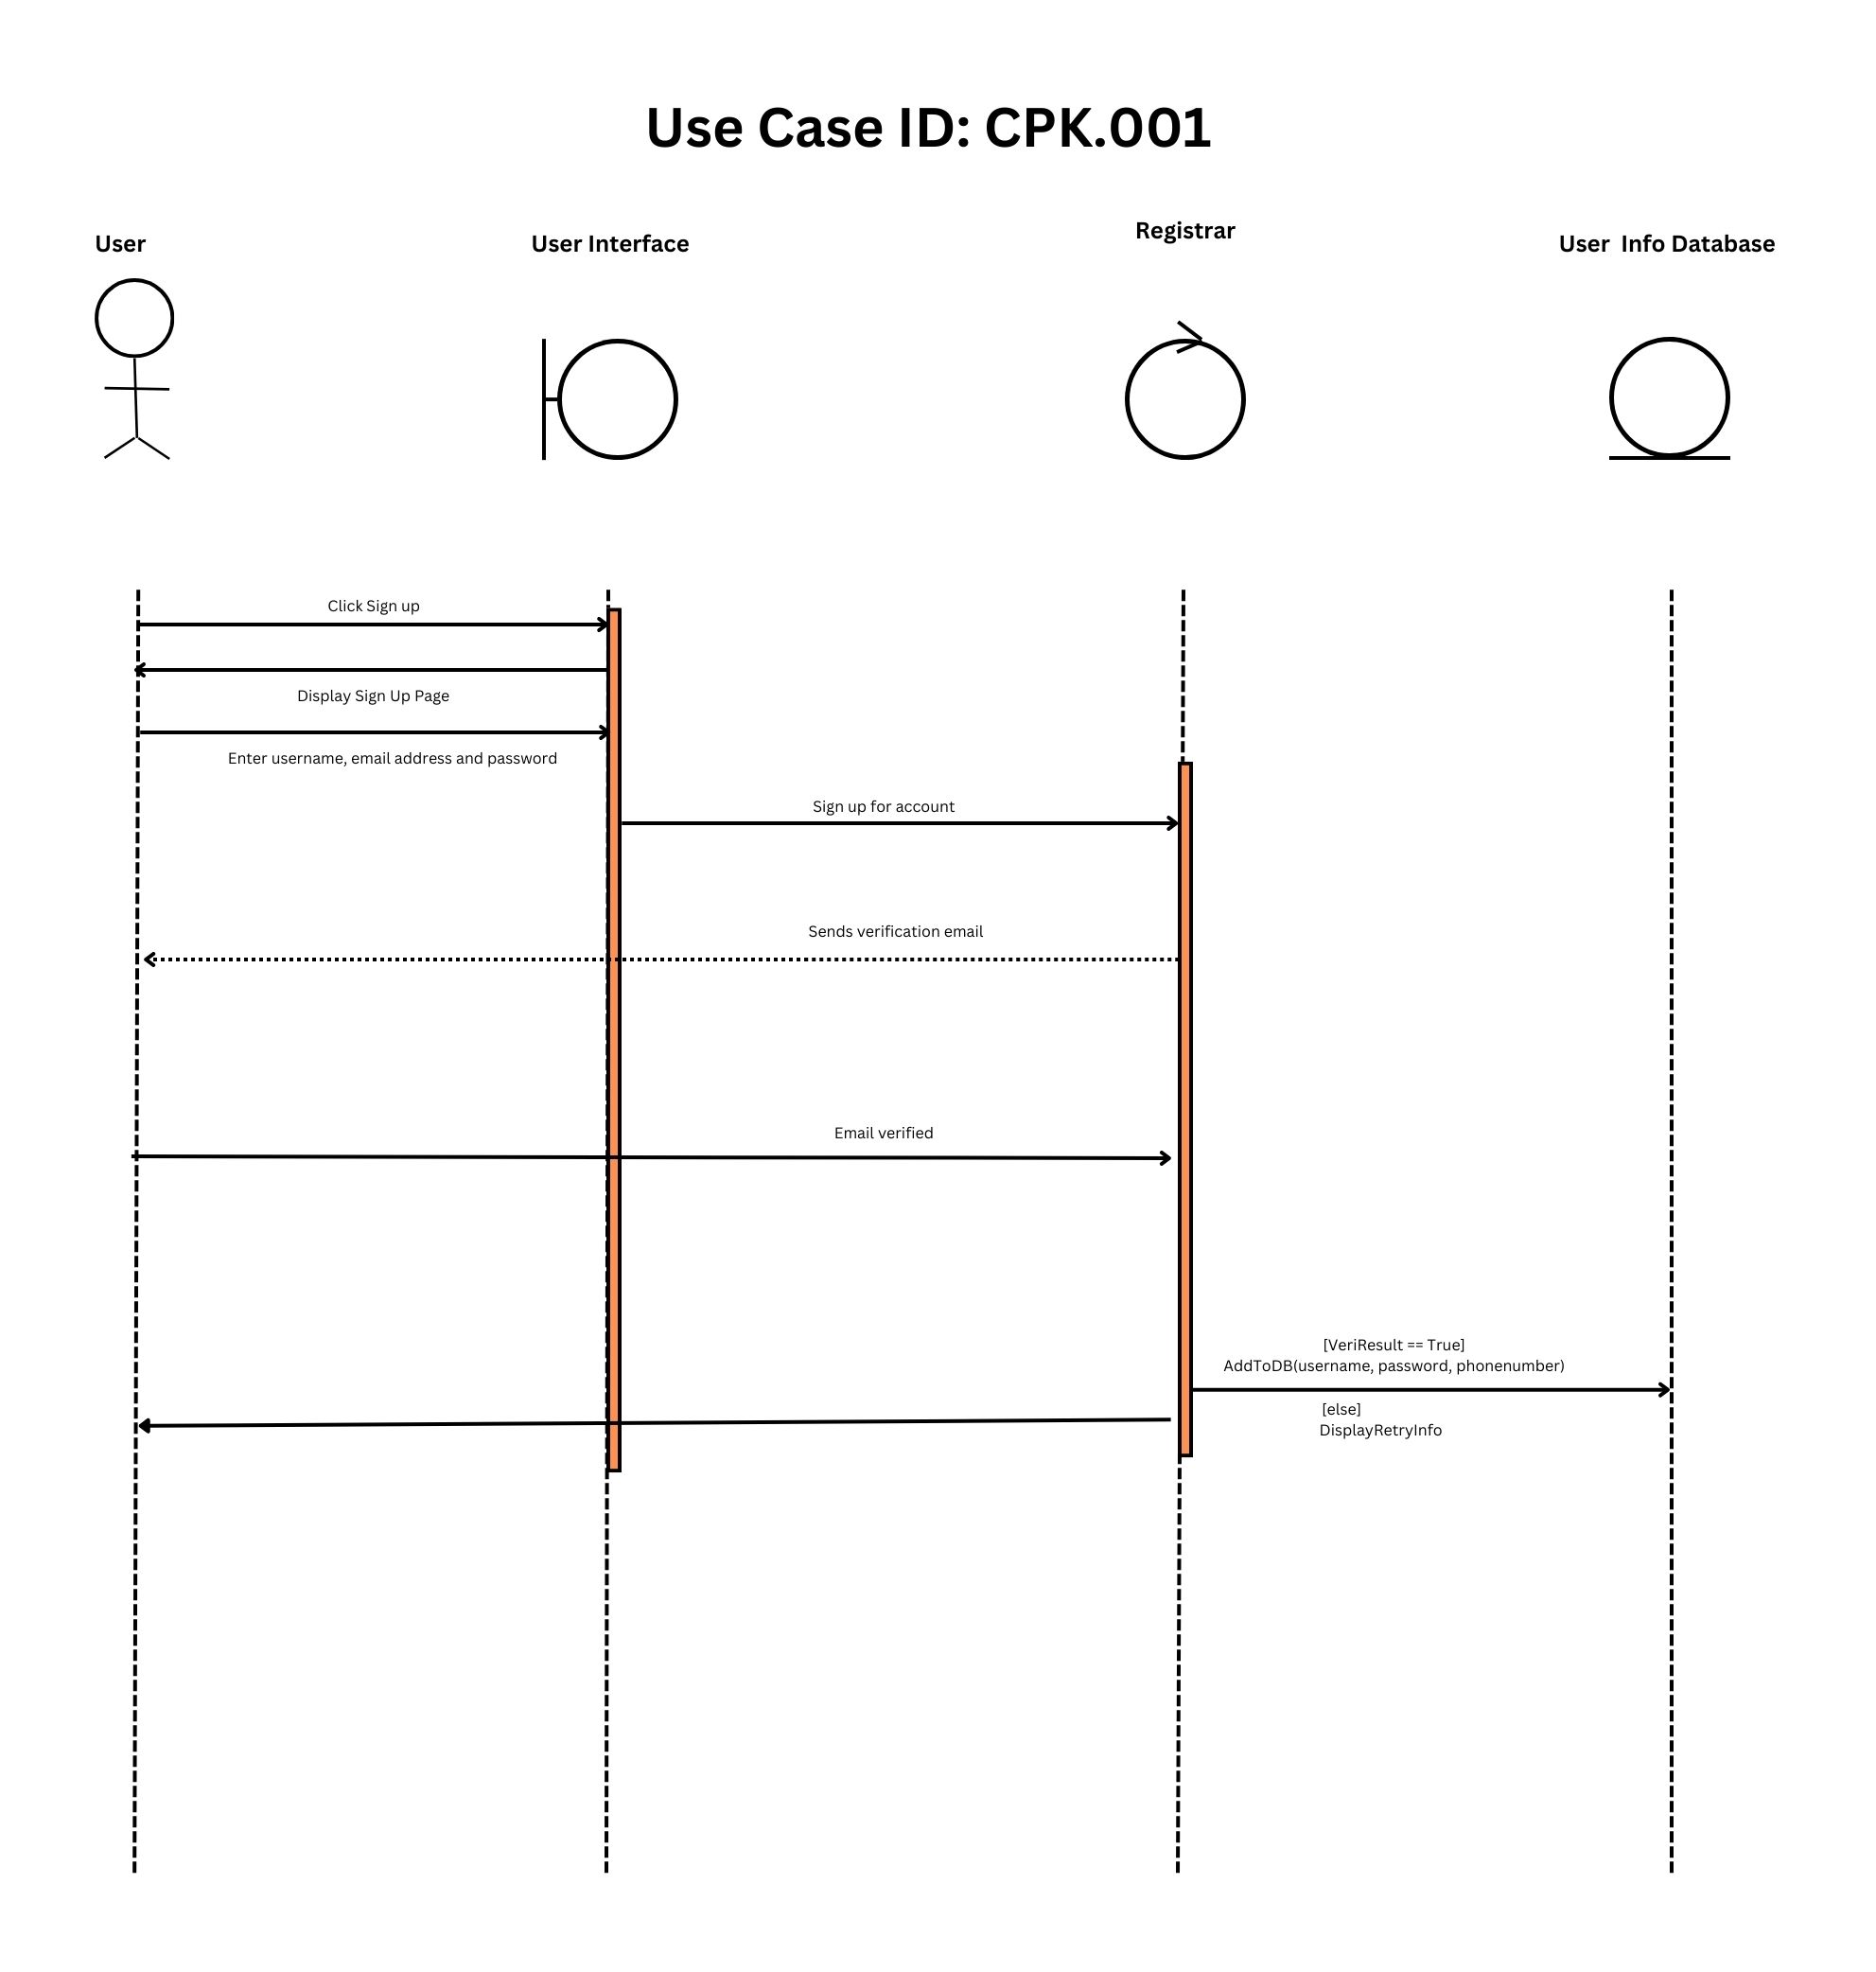 Use Case ID: CPK.001
User
User Interface
Registrar
User Info Database
Click Sign up
Display Sign Up Page
Enter username, email address and password
Sign up for account
Sends verification email
Email verified
[VeriResult == True]
AddToDB(username, password, phonenumber)
[else]
DisplayRetryInfo